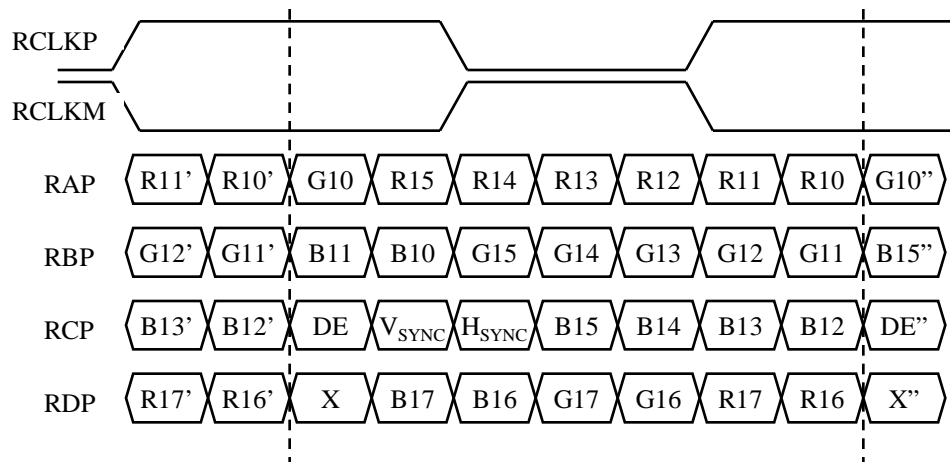 RCLKP
RCLKM
RAP R11’ R10’ G10 R15 R14 R13 R12 R11 R10 G10”
RBP G12’ G11’ B11 B10 G15 G14 G13 G12 G11 B15”
RCP B13’ B12’ DE VSYNC HSYNC B15 B14 B13 B12 DE”
RDP R17’ R16’ X B17 B16 G17 G16 R17 R16 X”